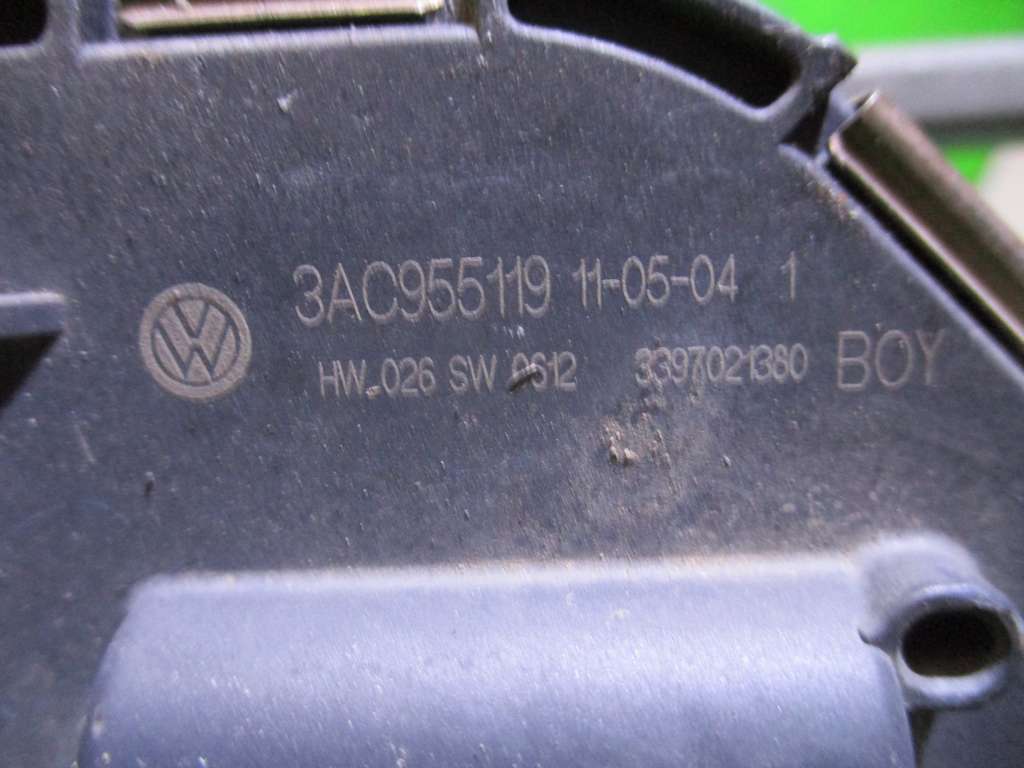 3AC955119 11-05-04 1
HW 026 SW 0612 3397021380 BOY